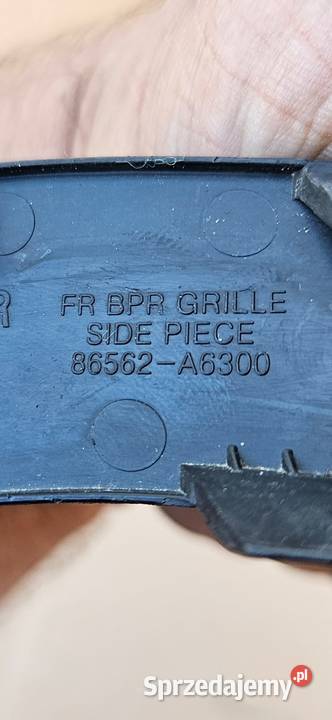 R
FR BPR GRILLE
SIDE PIECE
86562-A6300
Sprzedajemy.pl